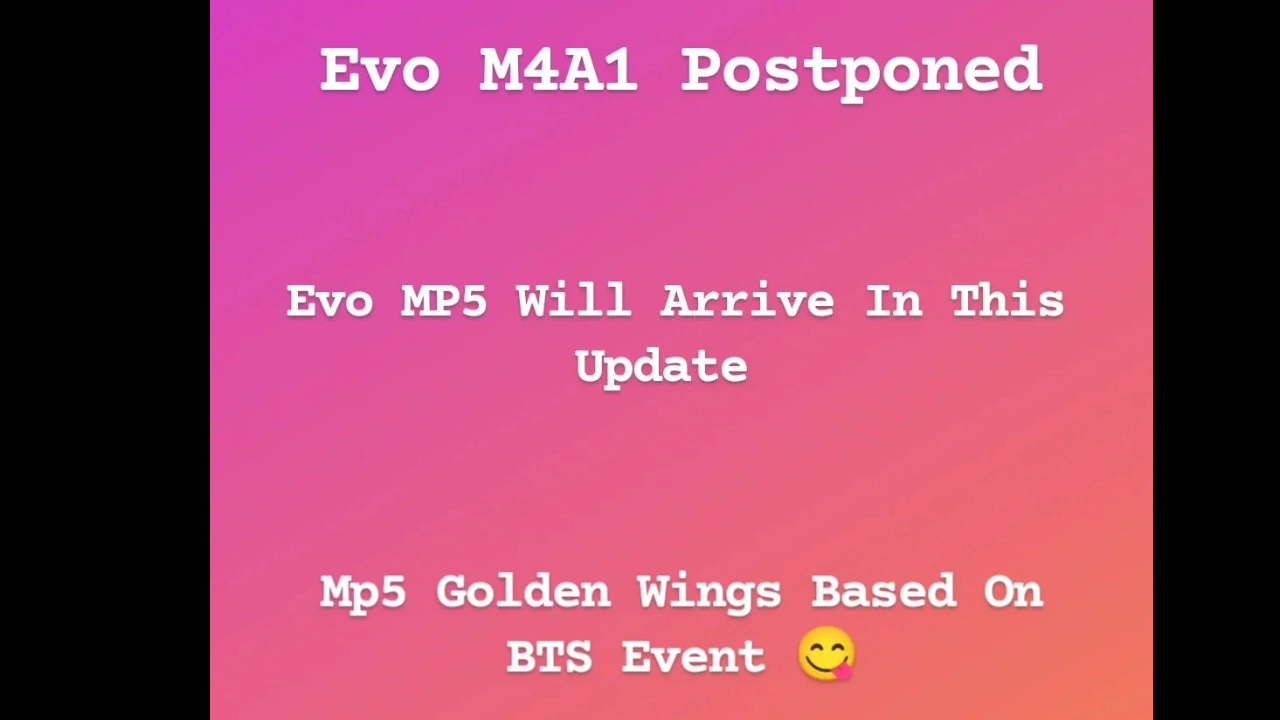 Evo M4A1 Postponed
Evo MP5 Will Arrive In This
Update
Mp5 Golden Wings Based On
BTS Event 😋